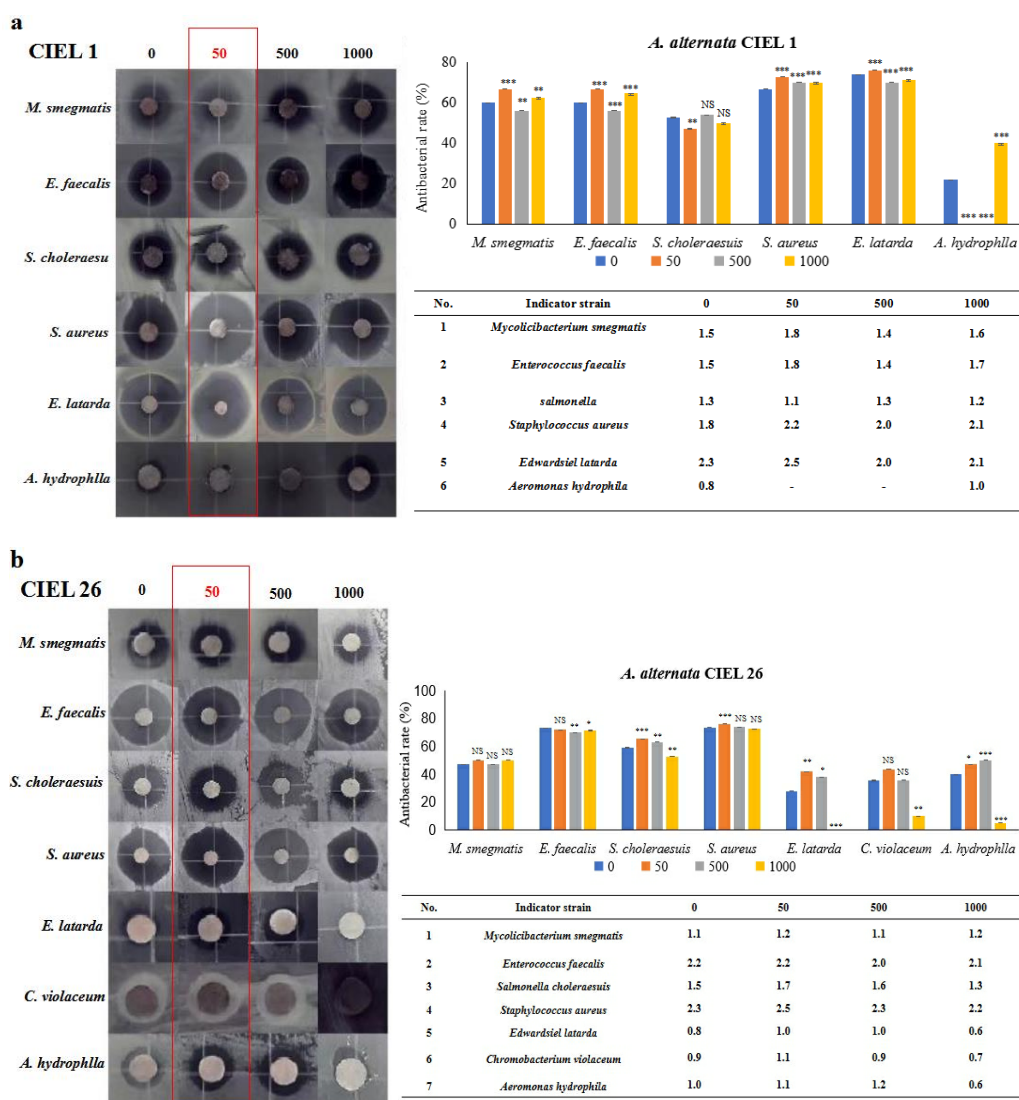 a
CIEL 1
0 50 500 1000
M. smegmatis
E. faecalis
S. choleraesu
S. aureus
E. latarda
A. hydrophlla
A. alternata CIEL 1
Antibacterial rate (%)
80
60
40
20
0
*** ** **
*** *** ***
** NS NS
*** *** ***
*** *** ***
*** *** ***
M. smegmatis E. faecalis S. choleraesuis S. aureus E. latarda A. hydrophlla
0 50 500 1000
No. Indicator strain 0 50 500 1000
1 Mycolicibacterium smegmatis 1.5 1.8 1.4 1.6
2 Enterococcus faecalis 1.5 1.8 1.4 1.7
3 salmonella 1.3 1.1 1.3 1.2
4 Staphylococcus aureus 1.8 2.2 2.0 2.1
5 Edwardsiel latarda 2.3 2.5 2.0 2.1
6 Aeromonas hydrophila 0.8 - - 1.0
b
CIEL 26
0 50 500 1000
M. smegmatis
E. faecalis
S. choleraesuis
S. aureus
E. latarda
C. violaceum
A. hydrophlla
A. alternata CIEL 26
Antibacterial rate (%)
100
80
60
40
20
0
NS NS NS
NS ** *
*** ** **
*** NS NS
** * ***
NS NS **
* *** ***
M. smegmatis E. faecalis S. choleraesuis S. aureus E. latarda C. violaceum A. hydrophlla
0 50 500 1000
No. Indicator strain 0 50 500 1000
1 Mycolicibacterium smegmatis 1.1 1.2 1.1 1.2
2 Enterococcus faecalis 2.2 2.2 2.0 2.1
3 Salmonella choleraesuis 1.5 1.7 1.6 1.3
4 Staphylococcus aureus 2.3 2.5 2.3 2.2
5 Edwardsiel latarda 0.8 1.0 1.0 0.6
6 Chromobacterium violaceum 0.9 1.1 0.9 0.7
7 Aeromonas hydrophila 1.0 1.1 1.2 0.6